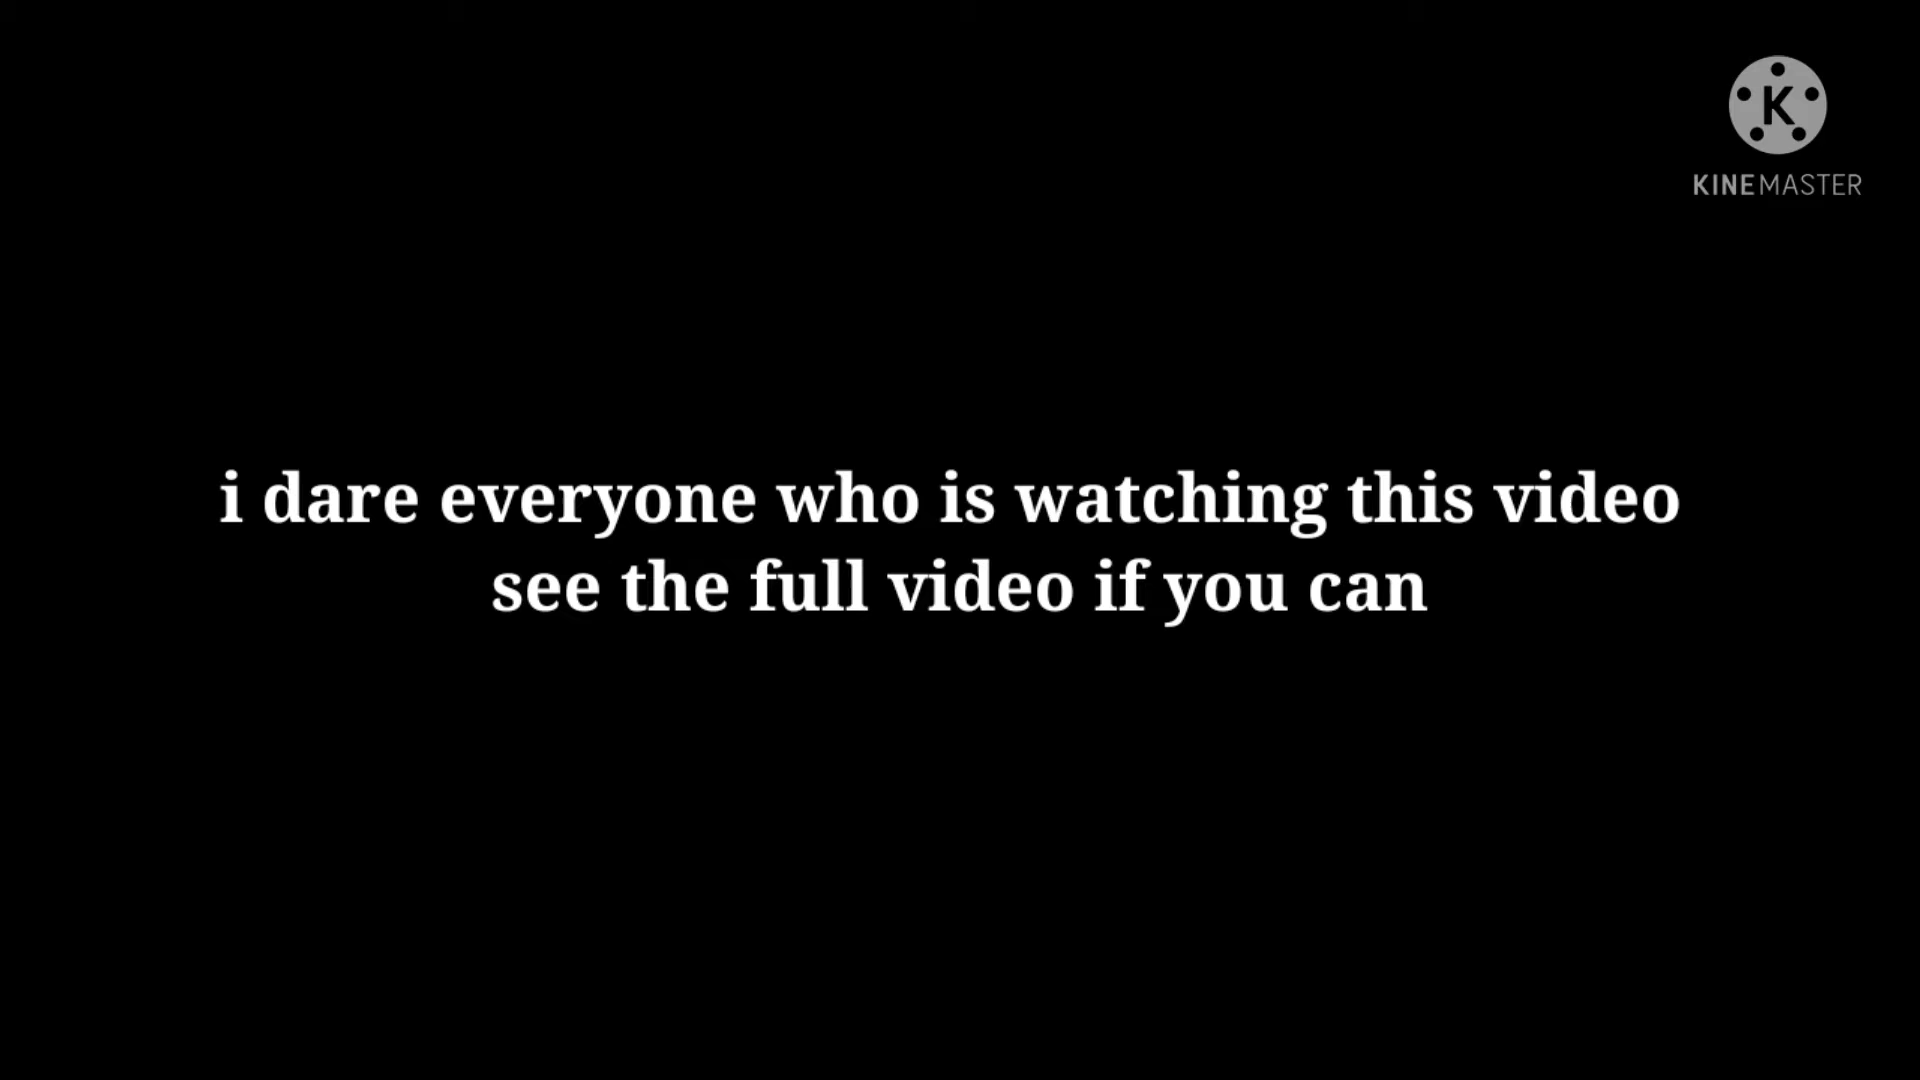 K
KINEMASTER
i dare everyone who is watching this video
see the full video if you can